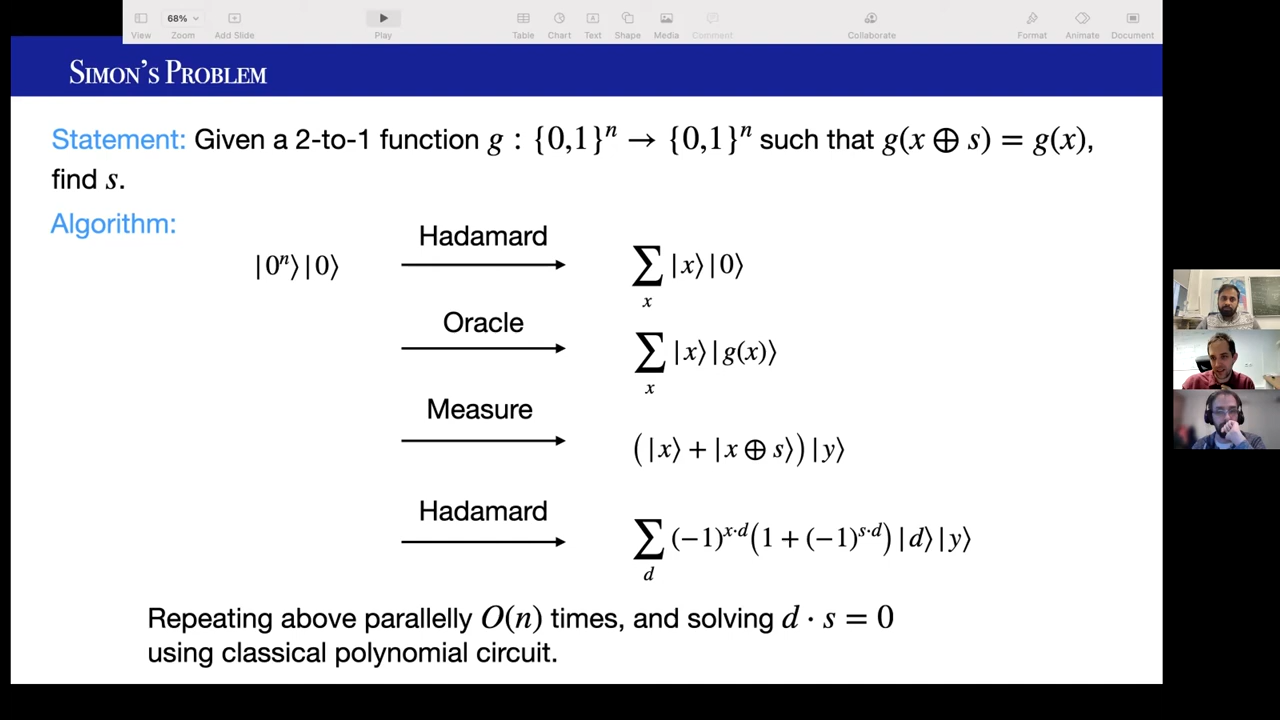 68%
View Zoom Add Slide Play Table Chart Text Shape Media Comment Collaborate Format Animate Document
SIMON'S PROBLEM
Statement: Given a 2-to-1 function g : {0,1}ⁿ → {0,1}ⁿ such that g(x ⊕ s) = g(x),
find s.
Algorithm:
|0ⁿ⟩|0⟩ Hadamard ∑ₓ |x⟩|0⟩
Oracle ∑ₓ |x⟩|g(x)⟩
Measure (|x⟩ + |x ⊕ s⟩)|y⟩
Hadamard ∑_d (−1)^{x·d}(1 + (−1)^{s·d})|d⟩|y⟩
Repeating above parallelly O(n) times, and solving d · s = 0
using classical polynomial circuit.